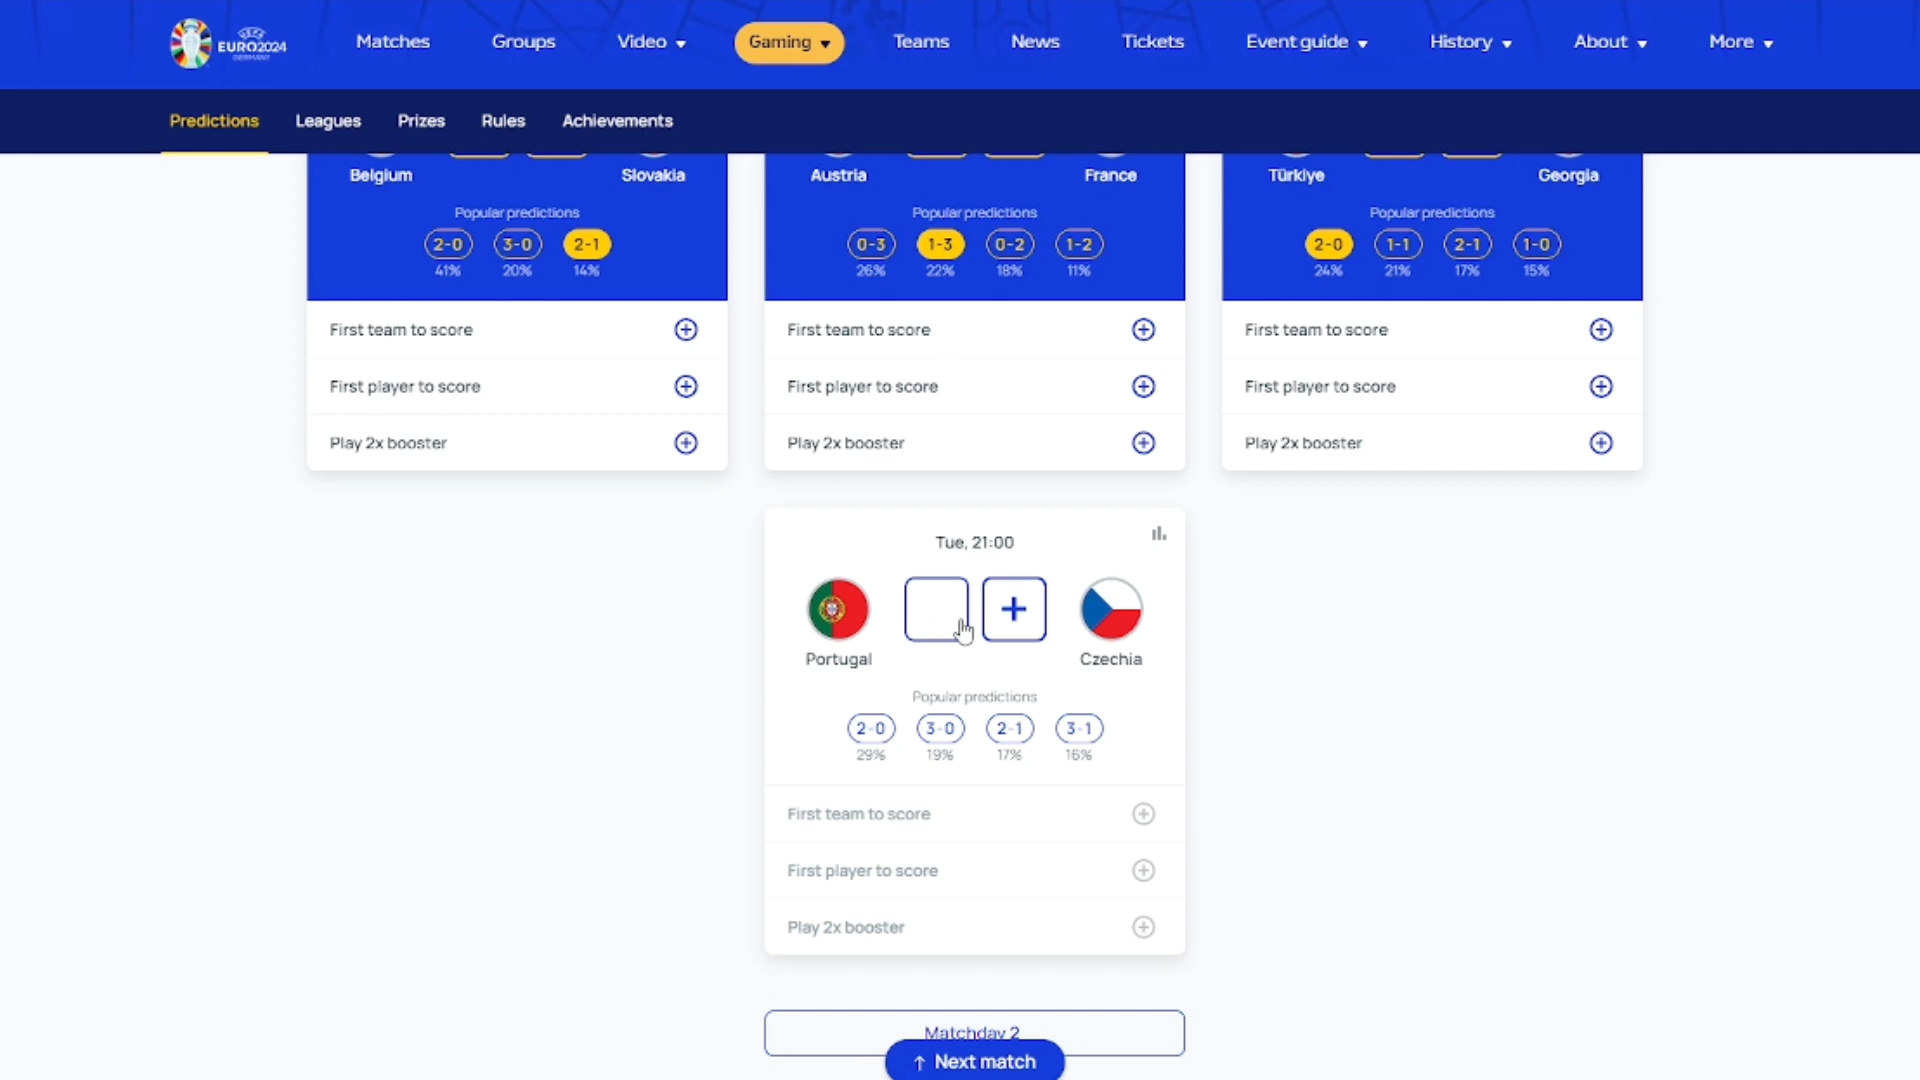 UEFA
EURO2024
GERMANY
Matches
Groups
Video
Gaming
Teams
News
Tickets
Event guide
History
About
More
Predictions
Leagues
Prizes
Rules
Achievements
Belgium
Slovakia
Popular predictions
2-0
3-0
2-1
41%
20%
14%
First team to score
First player to score
Play 2x booster
Austria
France
Popular predictions
0-3
1-3
0-2
1-2
26%
22%
18%
11%
First team to score
First player to score
Play 2x booster
Türkiye
Georgia
Popular predictions
2-0
1-1
2-1
1-0
24%
21%
17%
15%
First team to score
First player to score
Play 2x booster
Tue, 21:00
Portugal
Czechia
Popular predictions
2-0
3-0
2-1
3-1
29%
19%
17%
16%
First team to score
First player to score
Play 2x booster
Matchday 2
↑ Next match